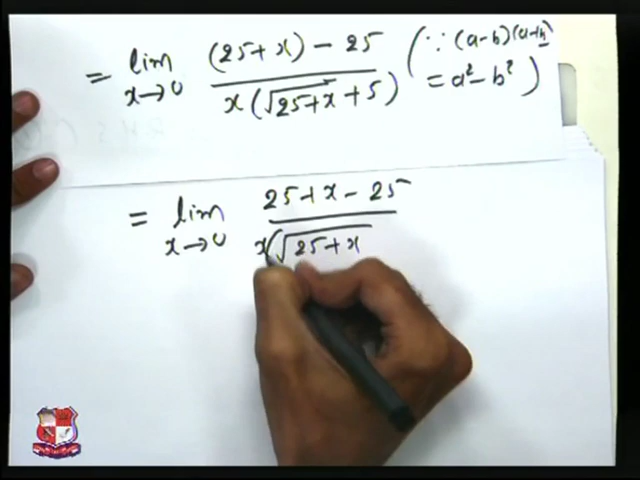 = lim x→0 (25+x) - 25 / x(√25+x + 5) (∵ (a-b)(a+b) = a² - b²)
= lim x→0 25+x-25 / x(√25+x